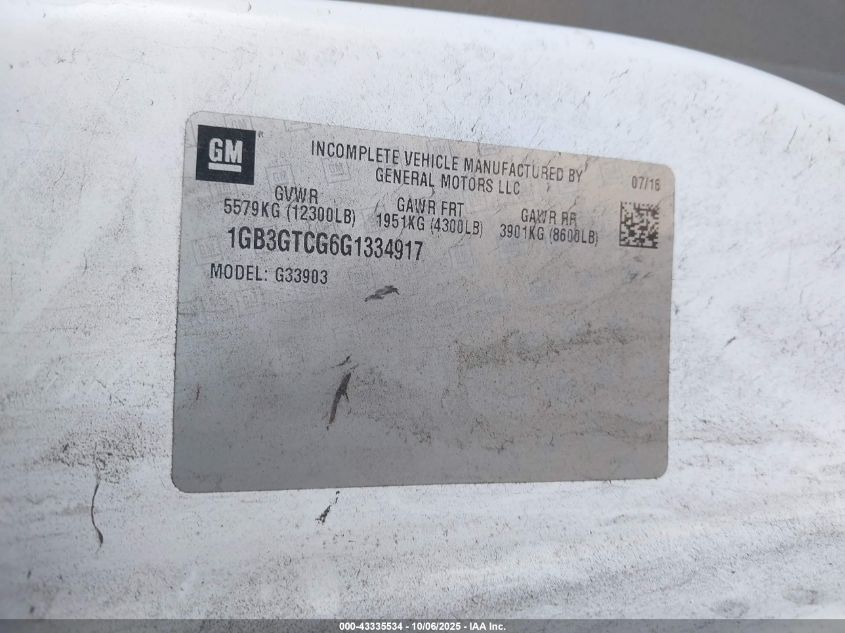 GM
INCOMPLETE VEHICLE MANUFACTURED BY
GENERAL MOTORS LLC
07/16
GVWR
5579KG (12300LB)
GAWR FRT
1951KG (4300LB)
GAWR RR
3901KG (8600LB)
1GB3GTCG6G1334917
MODEL: G33903
000-43335534 - 10/06/2025 - IAA Inc.